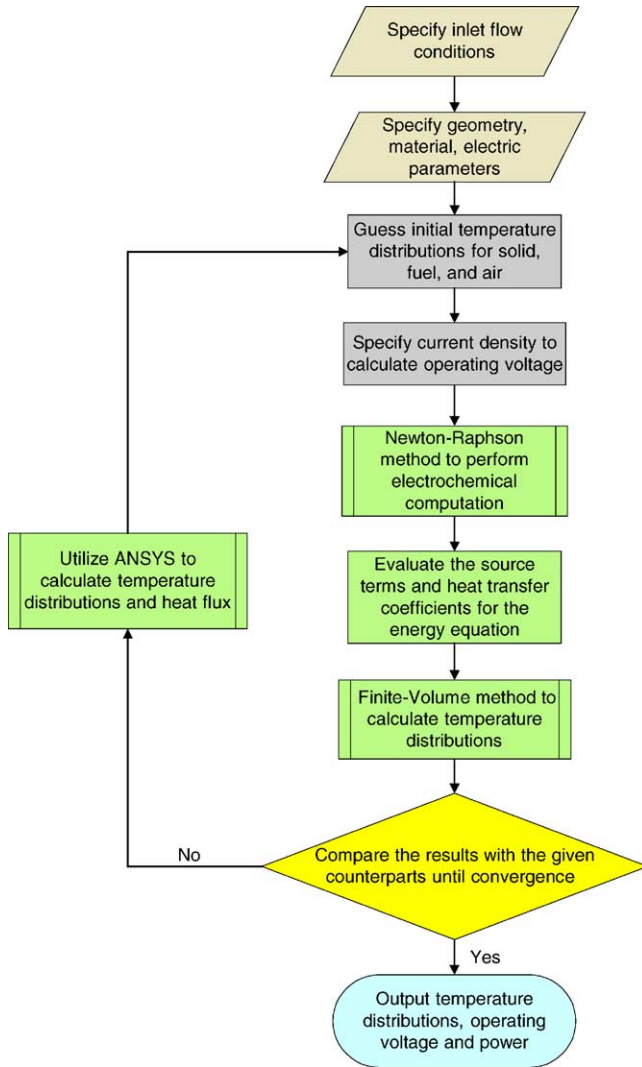 Specify inlet flow
conditions
Specify geometry,
material, electric
parameters
Guess initial temperature
distributions for solid,
fuel, and air
Specify current density to
calculate operating voltage
Newton-Raphson
method to perform
electrochemical
computation
Utilize ANSYS to
calculate temperature
distributions and heat flux
Evaluate the source
terms and heat transfer
coefficients for the
energy equation
Finite-Volume method to
calculate temperature
distributions
No
Compare the results with the given
counterparts until convergence
Yes
Output temperature
distributions, operating
voltage and power